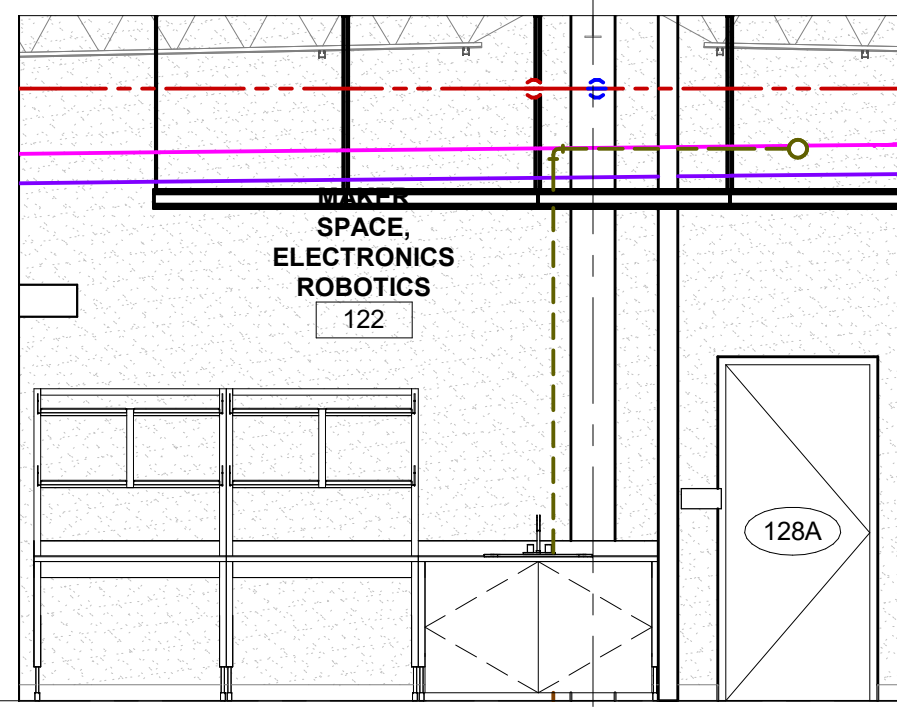 MAKER
SPACE,
ELECTRONICS
ROBOTICS
122
128A